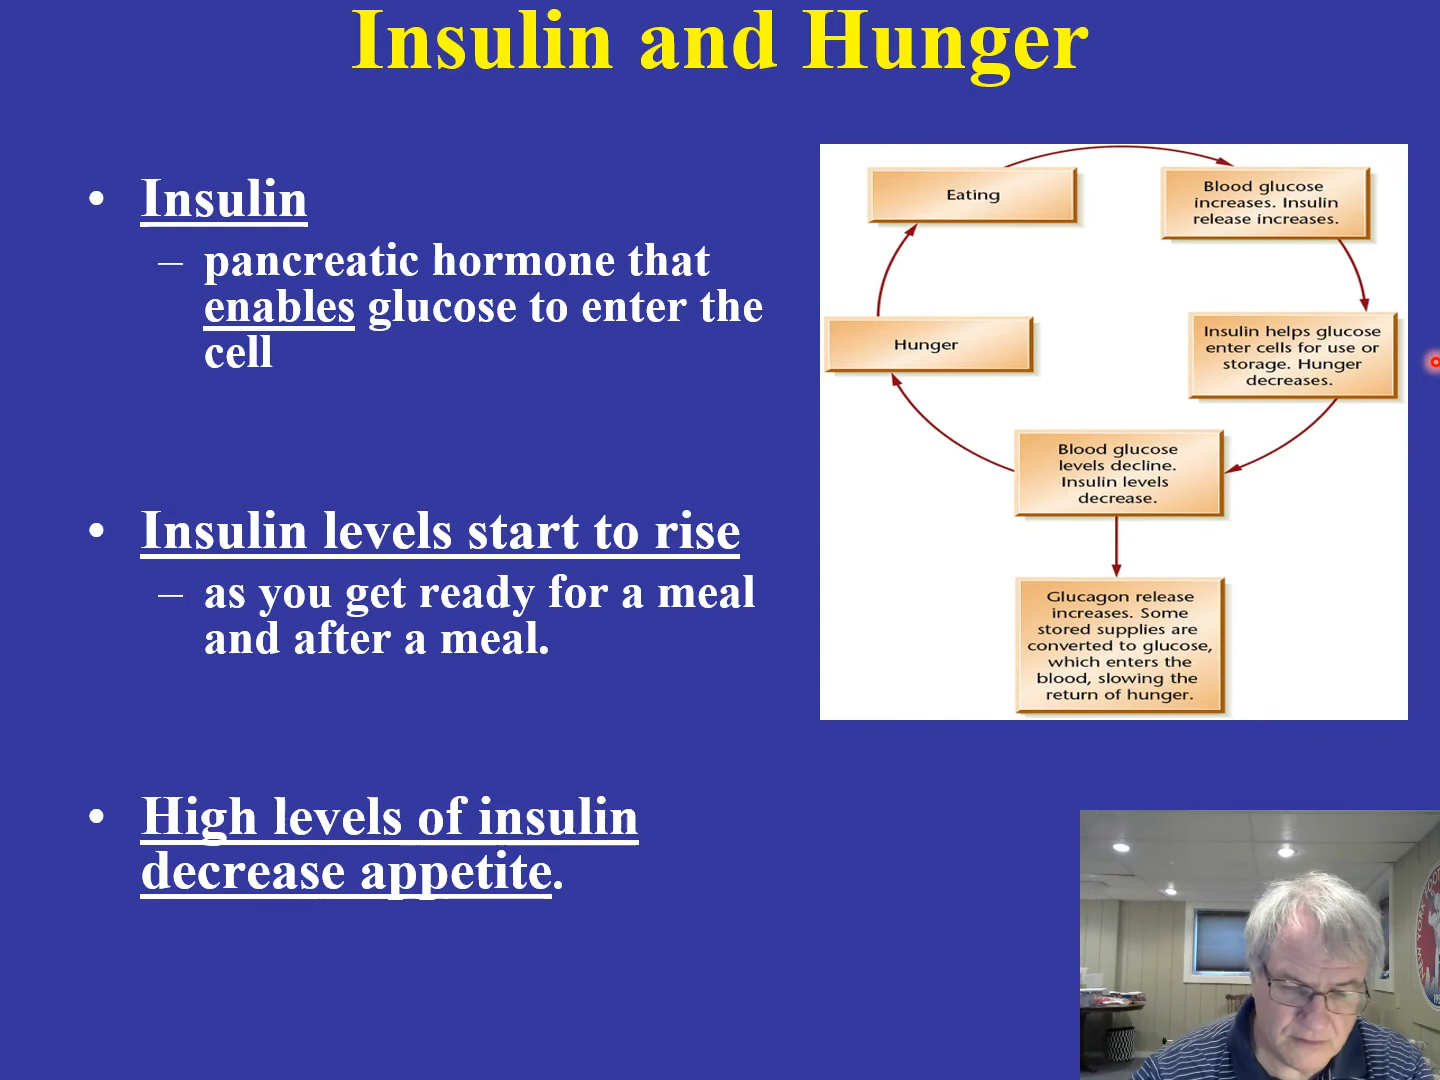 Insulin and Hunger
• Insulin
– pancreatic hormone that
enables glucose to enter the
cell
• Insulin levels start to rise
– as you get ready for a meal
and after a meal.
• High levels of insulin
decrease appetite.
Eating
Blood glucose
increases. Insulin
release increases.
Insulin helps glucose
enter cells for use or
storage. Hunger
decreases.
Hunger
Blood glucose
levels decline.
Insulin levels
decrease.
Glucagon release
increases. Some
stored supplies are
converted to glucose,
which enters the
blood, slowing the
return of hunger.